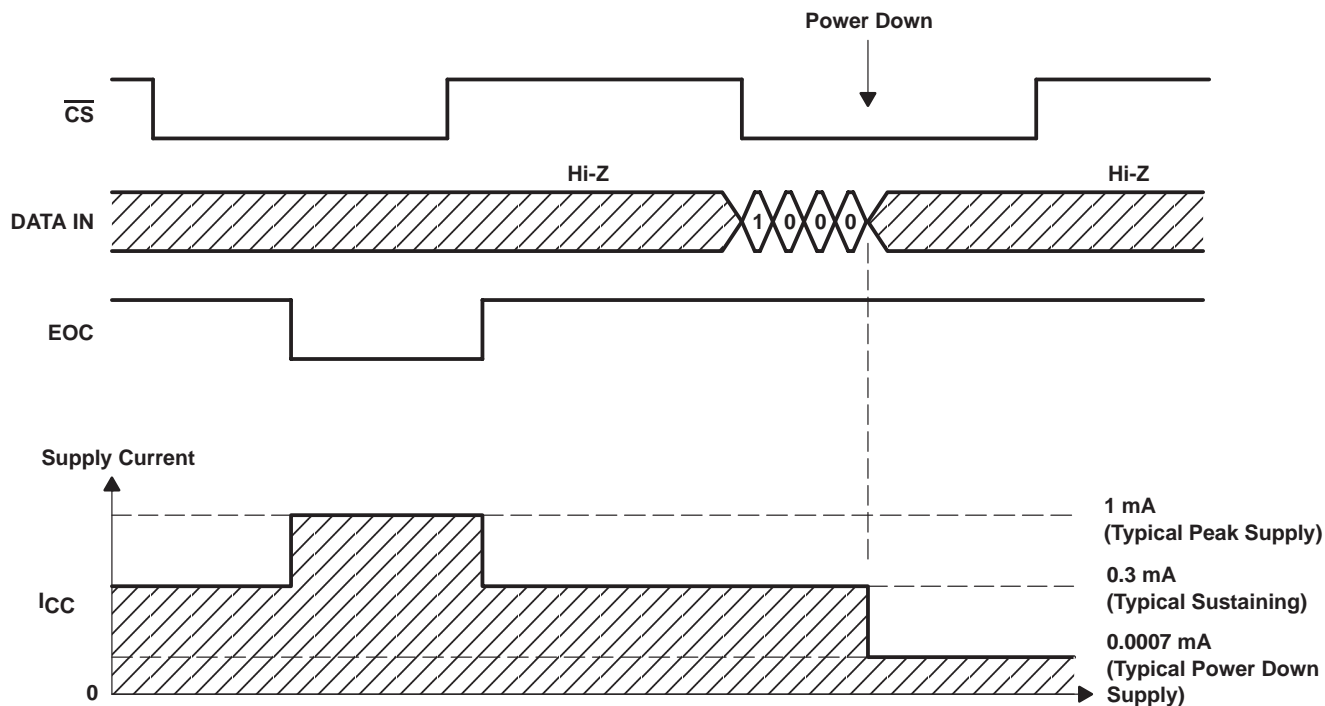 Power Down
CS
Hi-Z
Hi-Z
DATA IN
1 0 0 0
EOC
Supply Current
1 mA
(Typical Peak Supply)
0.3 mA
(Typical Sustaining)
ICC
0.0007 mA
(Typical Power Down
Supply)
0